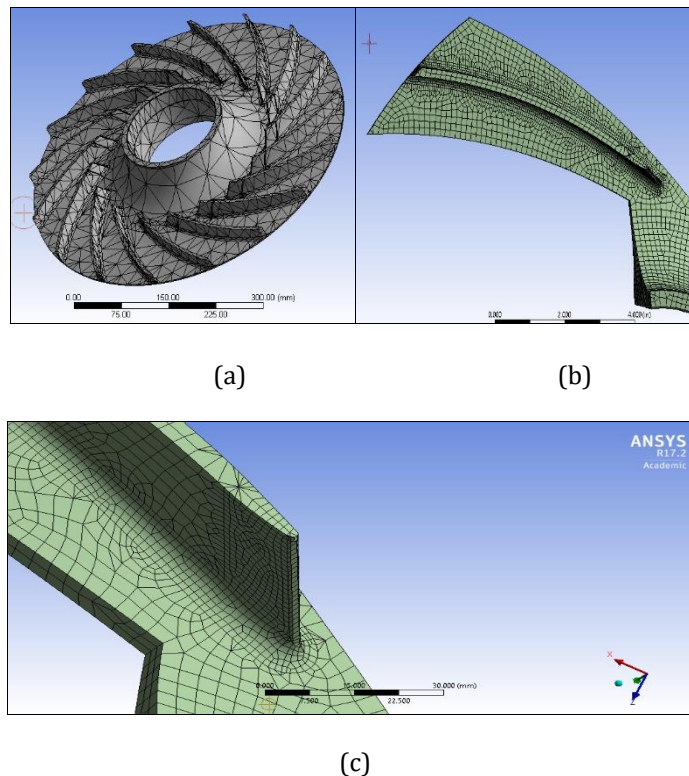 0.00 150.00 300.00 (mm)
75.00 225.00
0.000 2.000 4.000 (in)
(a) (b)
ANSYS
R17.2
Academic
X
Z
0.000 15.000 30.000 (mm)
7.500 22.500
(c)